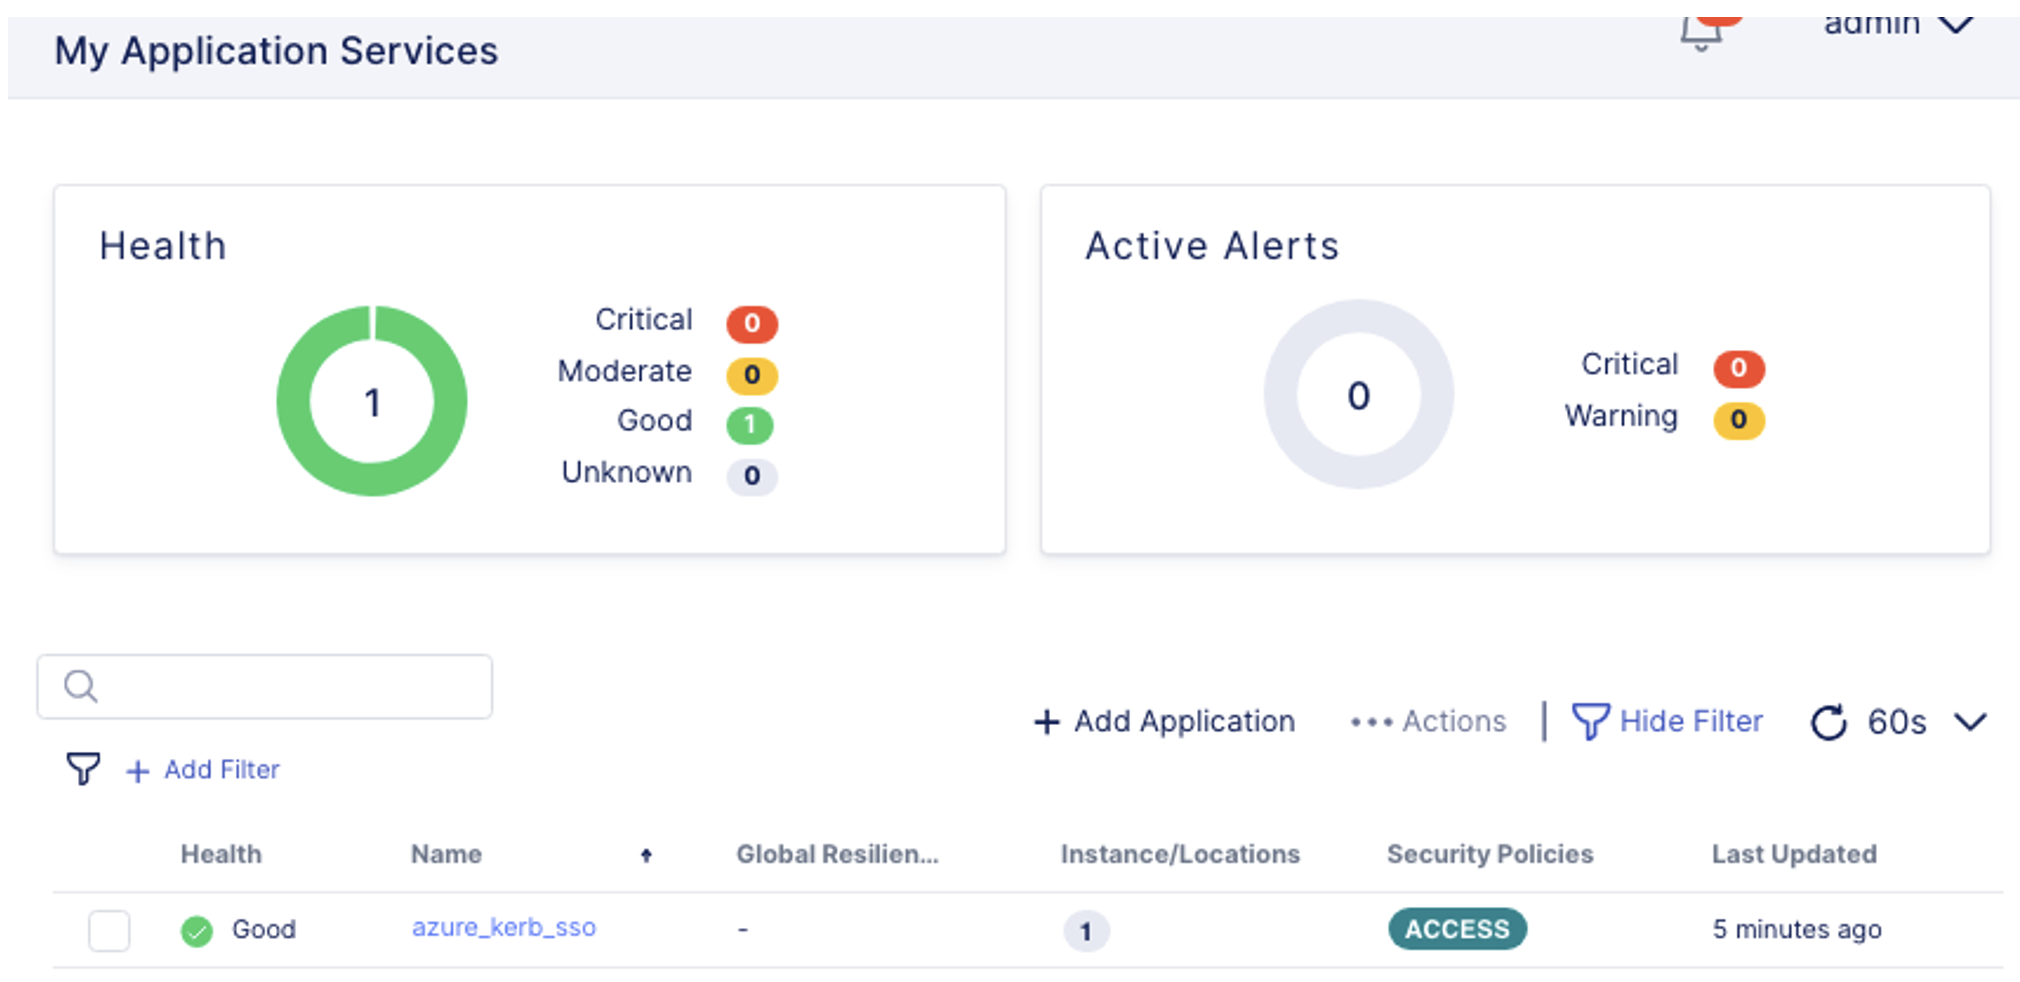 admin
My Application Services
Health
Critical 0
Moderate 0
Good 1
Unknown 0
1
Active Alerts
Critical 0
Warning 0
0
+ Add Application
••• Actions
Hide Filter
60s
+ Add Filter
Health Name Global Resilien... Instance/Locations Security Policies Last Updated
Good azure_kerb_sso - 1 ACCESS 5 minutes ago